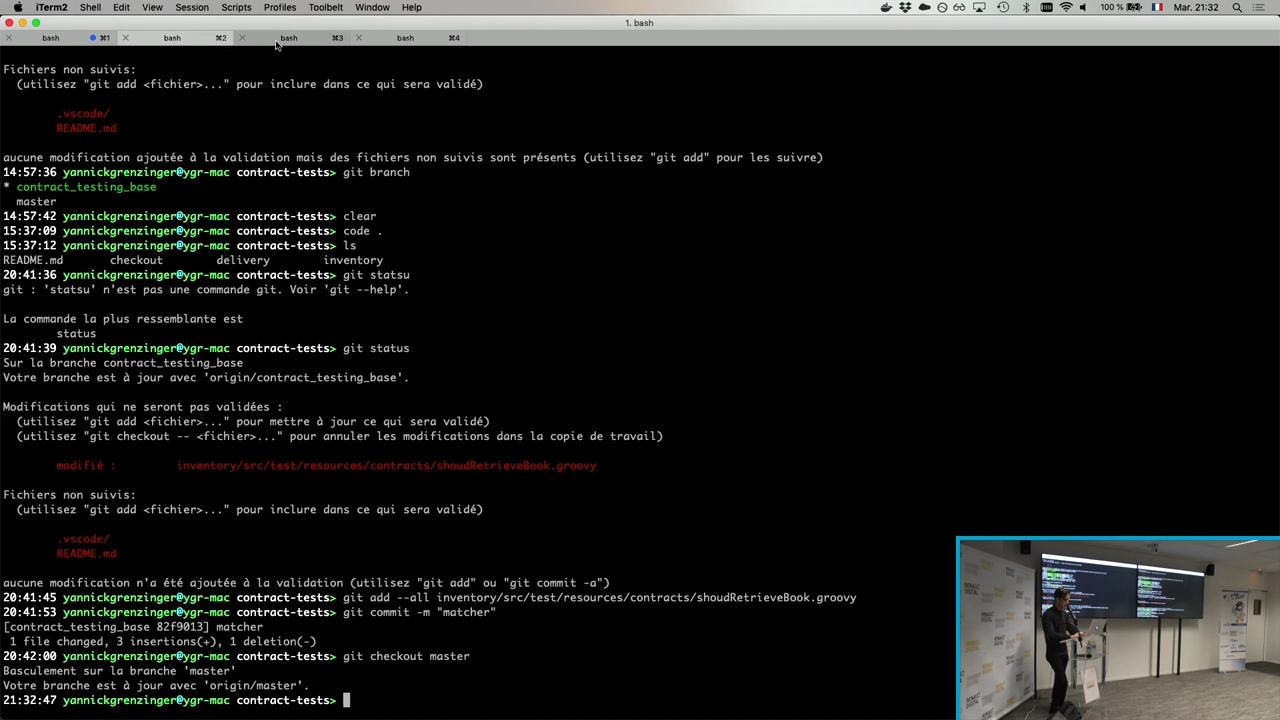 iTerm2 Shell Edit View Session Scripts Profiles Toolbelt Window Help 100 % Mar. 21:32
1. bash
bash ⌘1 bash ⌘2 bash ⌘3 bash ⌘4
Fichiers non suivis:
(utilisez "git add <fichier>..." pour inclure dans ce qui sera validé)
.vscode/
README.md
aucune modification ajoutée à la validation mais des fichiers non suivis sont présents (utilisez "git add" pour les suivre)
14:57:36 yannickgrenzinger@ygr-mac contract-tests> git branch
* contract_testing_base
master
14:57:42 yannickgrenzinger@ygr-mac contract-tests> clear
15:37:09 yannickgrenzinger@ygr-mac contract-tests> code .
15:37:12 yannickgrenzinger@ygr-mac contract-tests> ls
README.md checkout delivery inventory
20:41:36 yannickgrenzinger@ygr-mac contract-tests> git statsu
git : 'statsu' n'est pas une commande git. Voir 'git --help'.
La commande la plus ressemblante est
status
20:41:39 yannickgrenzinger@ygr-mac contract-tests> git status
Sur la branche contract_testing_base
Votre branche est à jour avec 'origin/contract_testing_base'.
Modifications qui ne seront pas validées :
(utilisez "git add <fichier>..." pour mettre à jour ce qui sera validé)
(utilisez "git checkout -- <fichier>..." pour annuler les modifications dans la copie de travail)
modifié : inventory/src/test/resources/contracts/shoudRetrieveBook.groovy
Fichiers non suivis:
(utilisez "git add <fichier>..." pour inclure dans ce qui sera validé)
.vscode/
README.md
aucune modification n'a été ajoutée à la validation (utilisez "git add" ou "git commit -a")
20:41:45 yannickgrenzinger@ygr-mac contract-tests> git add --all inventory/src/test/resources/contracts/shoudRetrieveBook.groovy
20:41:53 yannickgrenzinger@ygr-mac contract-tests> git commit -m "matcher"
[contract_testing_base 82f9013] matcher
1 file changed, 3 insertions(+), 1 deletion(-)
20:42:00 yannickgrenzinger@ygr-mac contract-tests> git checkout master
Basculement sur la branche 'master'
Votre branche est à jour avec 'origin/master'.
21:32:47 yannickgrenzinger@ygr-mac contract-tests>